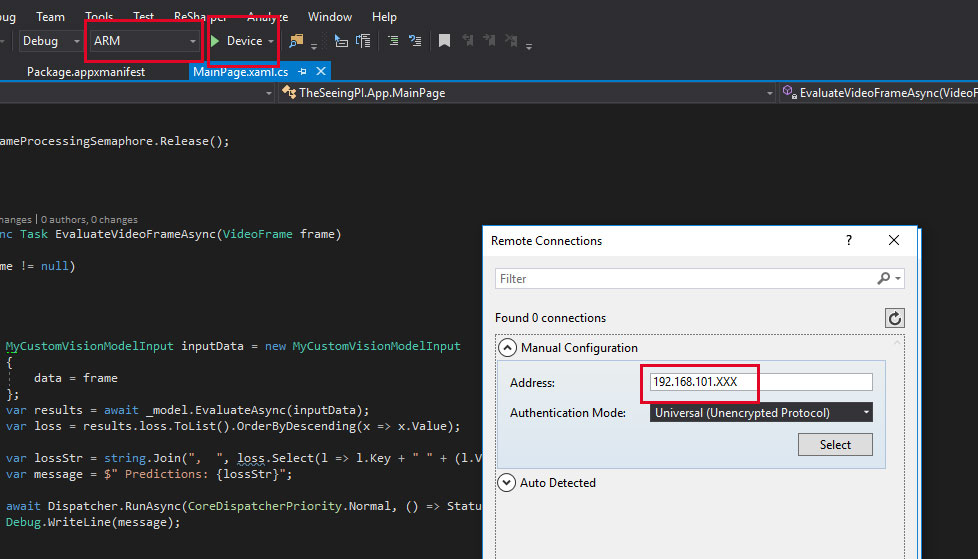 bug Team Tools Test ReSharper Analyze Window Help
Debug ARM Device
Package.appxmanifest MainPage.xaml.cs
TheSeeingPI.App.MainPage EvaluateVideoFrameAsync(VideoF
ameProcessingSemaphore.Release();
hanges | 0 authors, 0 changes
nc Task EvaluateVideoFrameAsync(VideoFrame frame)
me != null)
MyCustomVisionModelInput inputData = new MyCustomVisionModelInput
{
data = frame
};
var results = await _model.EvaluateAsync(inputData);
var loss = results.loss.ToList().OrderByDescending(x => x.Value);
var lossStr = string.Join(",  ", loss.Select(l => l.Key + " " + (l.V
var message = $" Predictions: {lossStr}";
await Dispatcher.RunAsync(CoreDispatcherPriority.Normal, () => Statu
Debug.WriteLine(message);
Remote Connections ?
Filter
Found 0 connections
Manual Configuration
Address: 192.168.101.XXX
Authentication Mode: Universal (Unencrypted Protocol)
Select
Auto Detected